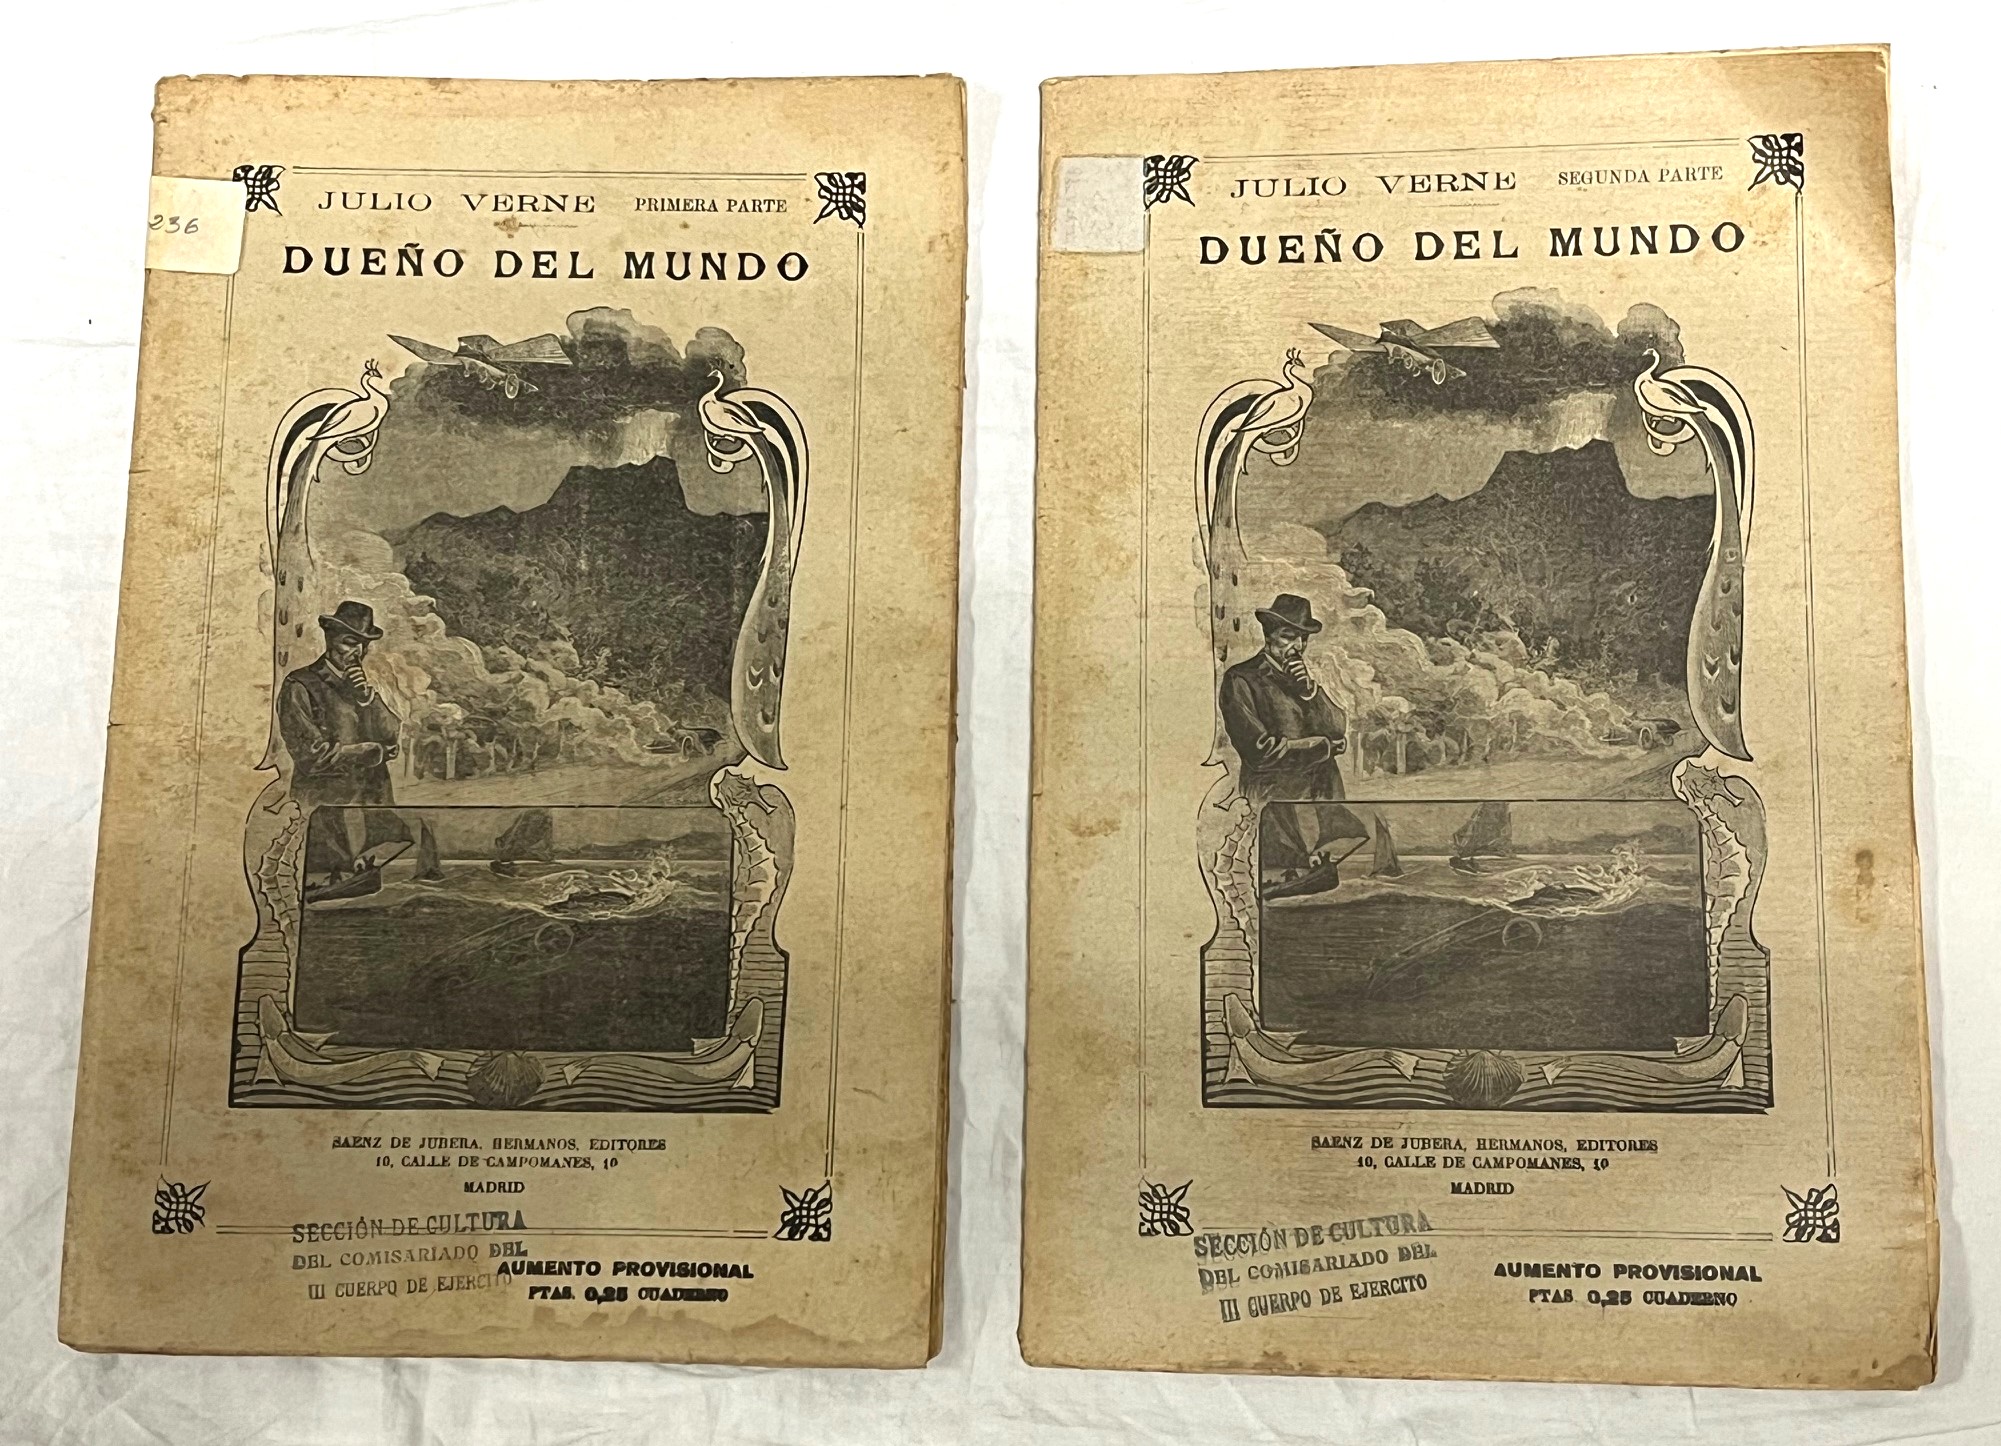 236
JULIO VERNE PRIMERA PARTE
DUEÑO DEL MUNDO
SAENZ DE JUBERA, HERMANOS, EDITORES
10, CALLE DE CAMPOMANES, 10
MADRID
SECCIÓN DE CULTURA
DEL COMISARIADO DEL
III CUERPO DE EJERCITO
AUMENTO PROVISIONAL
PTAS. 0,25 CUADERNO
JULIO VERNE SEGUNDA PARTE
DUEÑO DEL MUNDO
SAENZ DE JUBERA, HERMANOS, EDITORES
10, CALLE DE CAMPOMANES, 10
MADRID
SECCIÓN DE CULTURA
DEL COMISARIADO DEL
III CUERPO DE EJERCITO
AUMENTO PROVISIONAL
PTAS 0,25 CUADERNO